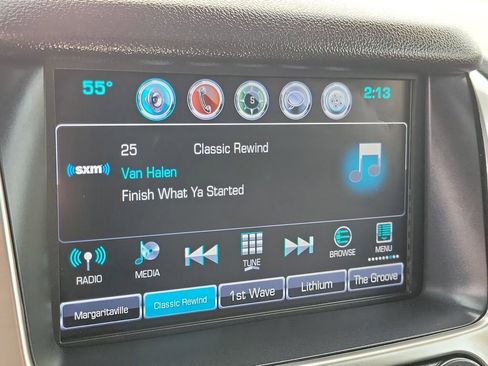 55° 2:13
25 Classic Rewind
((sxm)) Van Halen
Finish What Ya Started
RADIO MEDIA TUNE BROWSE MENU
Margaritaville Classic Rewind 1st Wave Lithium The Groove